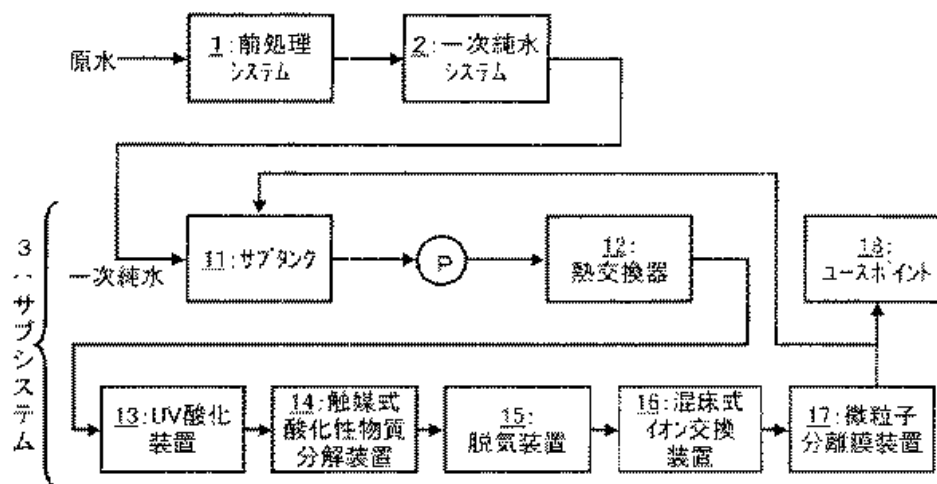 原水
1:前処理
システム
2:一次純水
システム
3:サブシステム
一次純水
11:サブタンク
P
12:
熱交換器
18:
ユースポイント
13:UV酸化
装置
14:触媒式
酸化性物質
分解装置
15:
脱気装置
16:混床式
イオン交換
装置
17:微粒子
分離膜装置